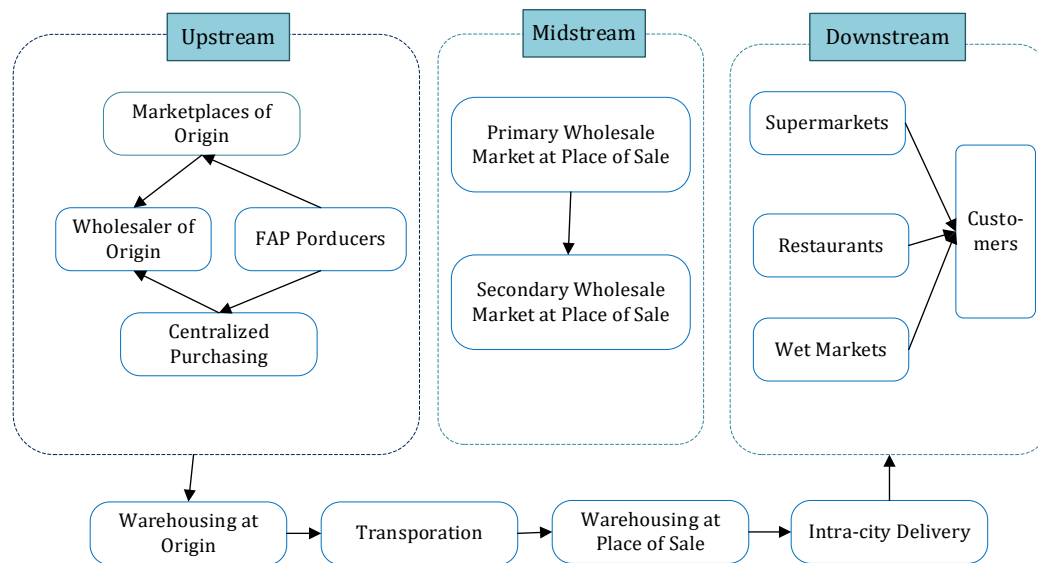 Upstream
Midstream
Downstream
Marketplaces of
Origin
Wholesaler of
Origin
FAP Porducers
Centralized
Purchasing
Primary Wholesale
Market at Place of Sale
Secondary Wholesale
Market at Place of Sale
Supermarkets
Restaurants
Wet Markets
Custo-
mers
Warehousing at
Origin
Transporation
Warehousing at
Place of Sale
Intra-city Delivery